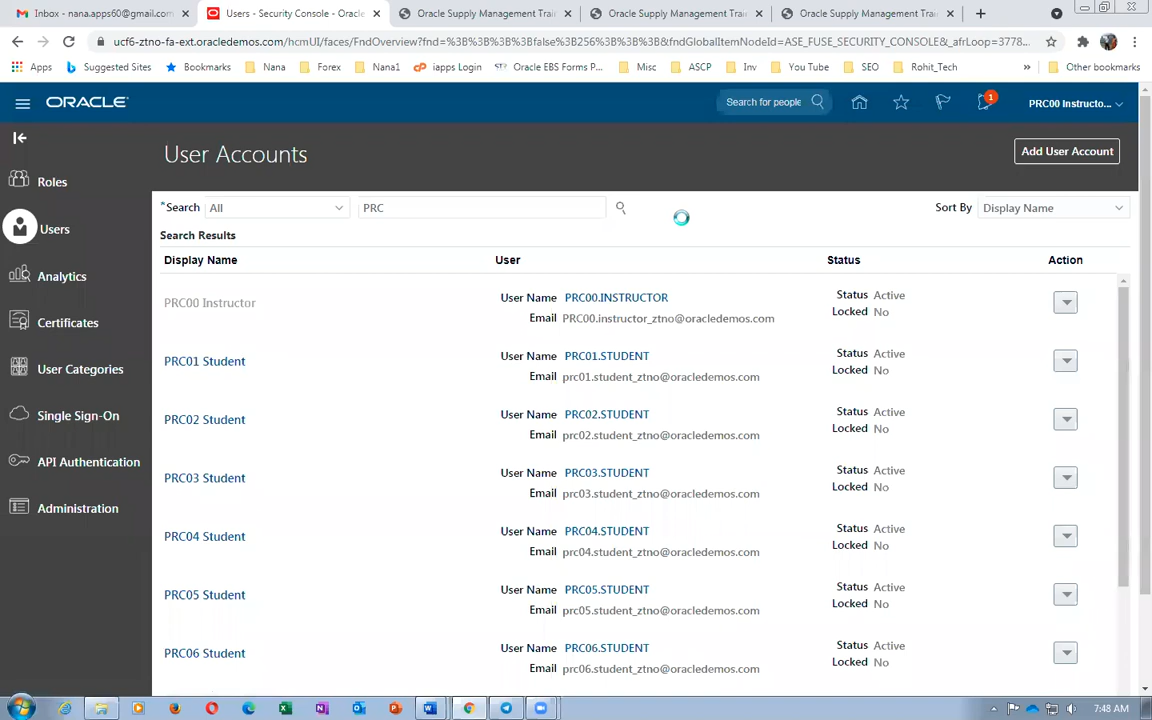 Inbox - nana.apps60@gmail.com
Users - Security Console - Oracle
Oracle Supply Management Trai
Oracle Supply Management Trai
Oracle Supply Management Trai
ucf6-ztno-fa-ext.oracledemos.com/hcmUI/faces/FndOverview?fnd=%3B%3B%3B%3Bfalse%3B256%3B%3B%3B&fndGlobalItemNodeId=ASE_FUSE_SECURITY_CONSOLE&_afrLoop=3778...
Apps Suggested Sites Bookmarks Nana Forex Nana1 iapps Login Oracle EBS Forms P... Misc ASCP Inv You Tube SEO Rohit_Tech » Other bookmarks
ORACLE
Search for people
1
PRC00 Instructo...
User Accounts
Add User Account
Roles
Users
Analytics
Certificates
User Categories
Single Sign-On
API Authentication
Administration
*Search All PRC Sort By Display Name
Search Results
Display Name User Status Action
PRC00 Instructor User Name PRC00.INSTRUCTOR Status Active
Email PRC00.instructor_ztno@oracledemos.com Locked No
PRC01 Student User Name PRC01.STUDENT Status Active
Email prc01.student_ztno@oracledemos.com Locked No
PRC02 Student User Name PRC02.STUDENT Status Active
Email prc02.student_ztno@oracledemos.com Locked No
PRC03 Student User Name PRC03.STUDENT Status Active
Email prc03.student_ztno@oracledemos.com Locked No
PRC04 Student User Name PRC04.STUDENT Status Active
Email prc04.student_ztno@oracledemos.com Locked No
PRC05 Student User Name PRC05.STUDENT Status Active
Email prc05.student_ztno@oracledemos.com Locked No
PRC06 Student User Name PRC06.STUDENT Status Active
Email prc06.student_ztno@oracledemos.com Locked No
7:48 AM